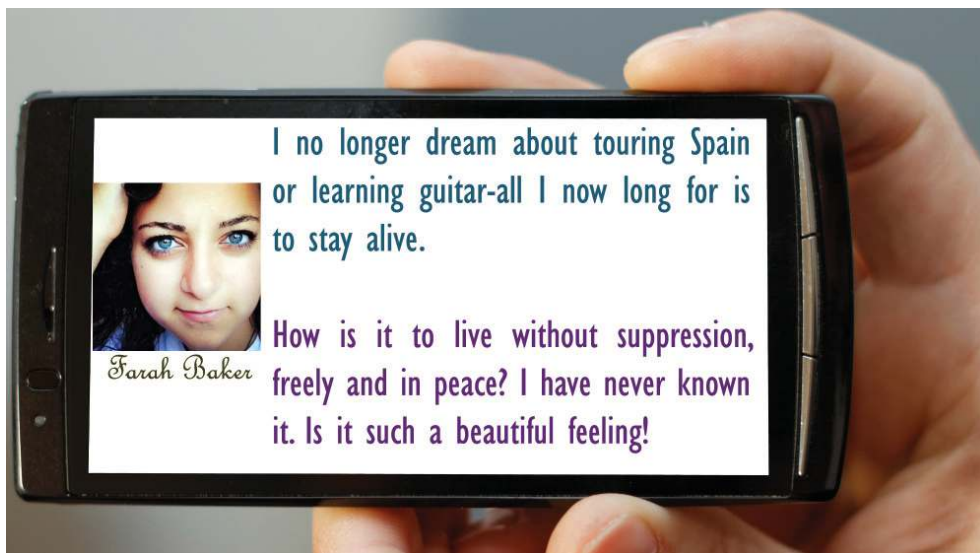 I no longer dream about touring Spain
or learning guitar-all I now long for is
to stay alive.
How is it to live without suppression,
freely and in peace? I have never known
it. Is it such a beautiful feeling!
Farah Baker